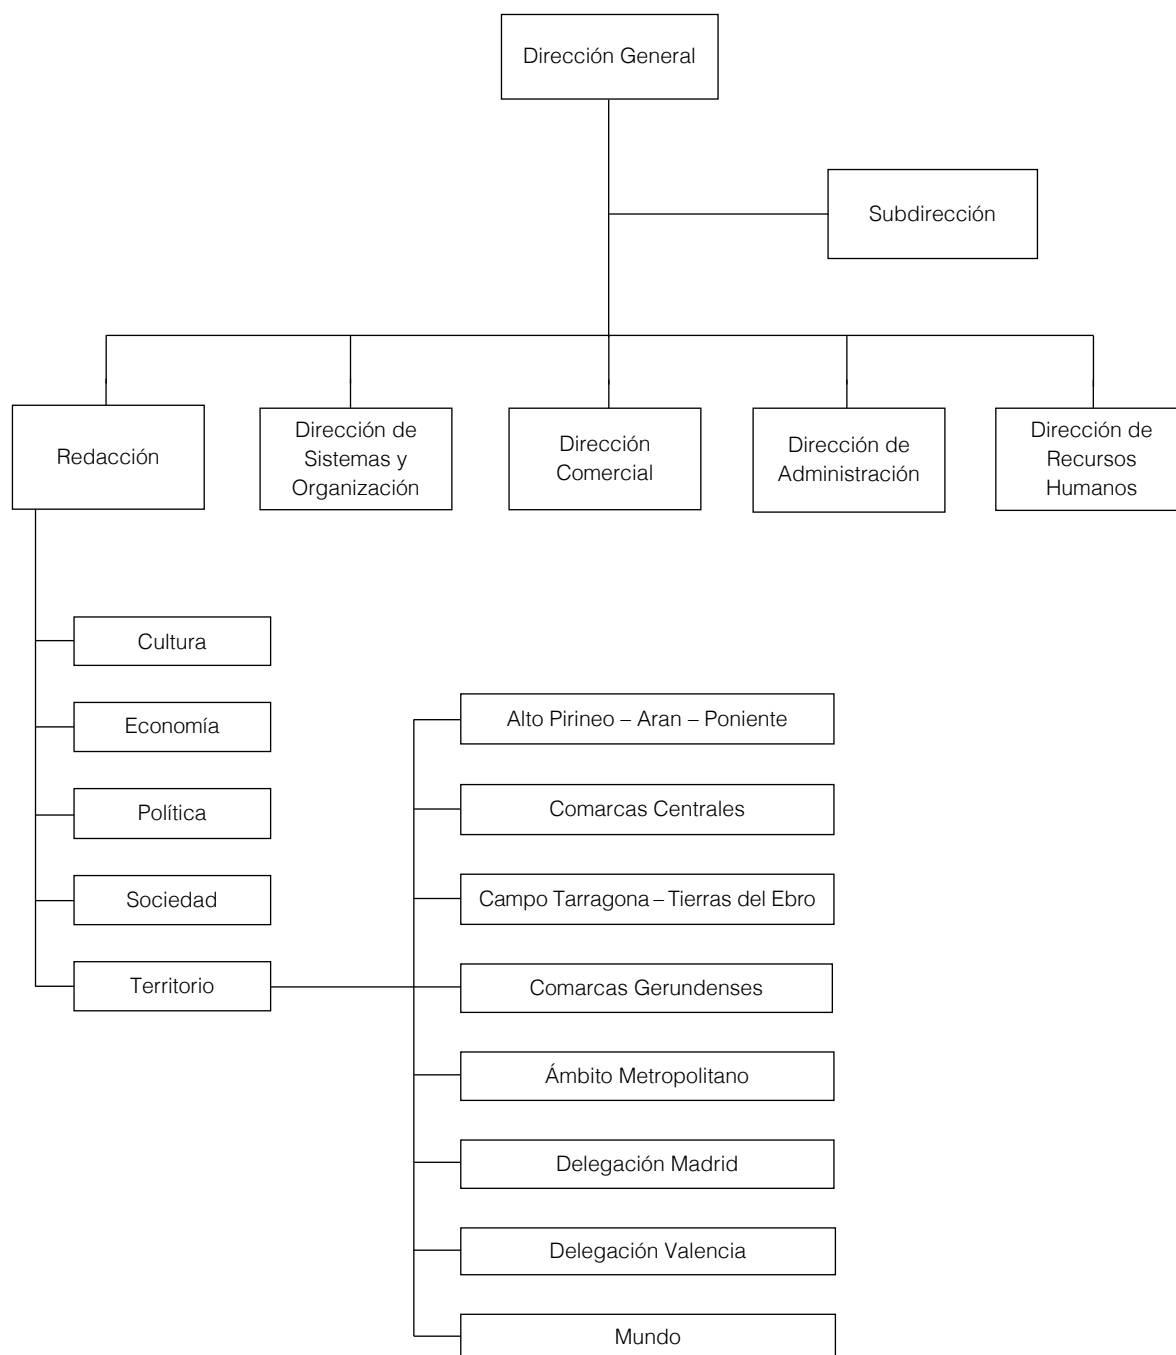 Dirección General
Subdirección
Redacción
Dirección de
Sistemas y
Organización
Dirección
Comercial
Dirección de
Administración
Dirección de
Recursos
Humanos
Cultura
Economía
Política
Sociedad
Territorio
Alto Pirineo – Aran – Poniente
Comarcas Centrales
Campo Tarragona – Tierras del Ebro
Comarcas Gerundenses
Ámbito Metropolitano
Delegación Madrid
Delegación Valencia
Mundo